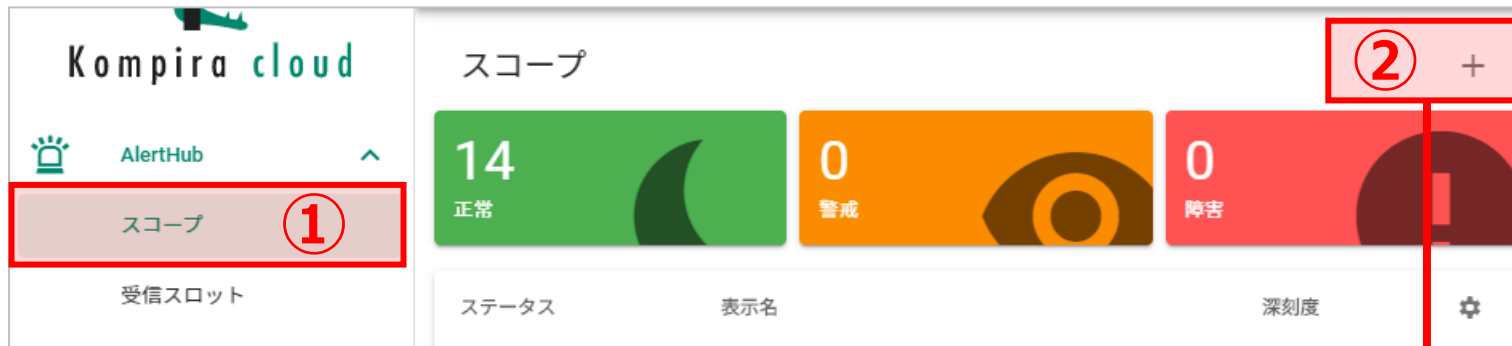 Kompira cloud
AlertHub
スコープ ①
受信スロット
スコープ
② +
14
正常
0
警戒
0
障害
ステータス 表示名 深刻度